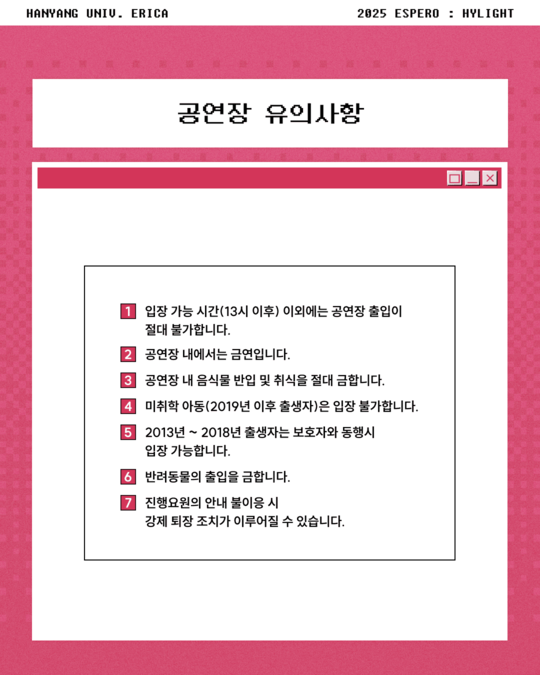 HANYANG UNIV. ERICA
2025 ESPERO : HYLIGHT
공연장 유의사항
1 입장 가능 시간(13시 이후) 이외에는 공연장 출입이
절대 불가합니다.
2 공연장 내에서는 금연입니다.
3 공연장 내 음식물 반입 및 취식을 절대 금합니다.
4 미취학 아동(2019년 이후 출생자)은 입장 불가합니다.
5 2013년 ~ 2018년 출생자는 보호자와 동행시
입장 가능합니다.
6 반려동물의 출입을 금합니다.
7 진행요원의 안내 불이응 시
강제 퇴장 조치가 이루어질 수 있습니다.